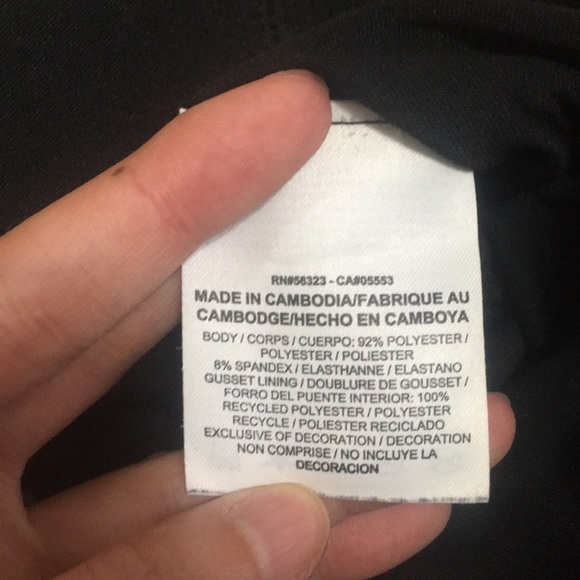 RN#56323 - CA#05553
MADE IN CAMBODIA/FABRIQUE AU
CAMBODGE/HECHO EN CAMBOYA
BODY / CORPS / CUERPO: 92% POLYESTER /
POLYESTER / POLIESTER
8% SPANDEX / ELASTHANNE / ELASTANO
GUSSET LINING / DOUBLURE DE GOUSSET /
FORRO DEL PUENTE INTERIOR: 100%
RECYCLED POLYESTER / POLYESTER
RECYCLE / POLIESTER RECICLADO
EXCLUSIVE OF DECORATION / DECORATION
NON COMPRISE / NO INCLUYE LA
DECORACION